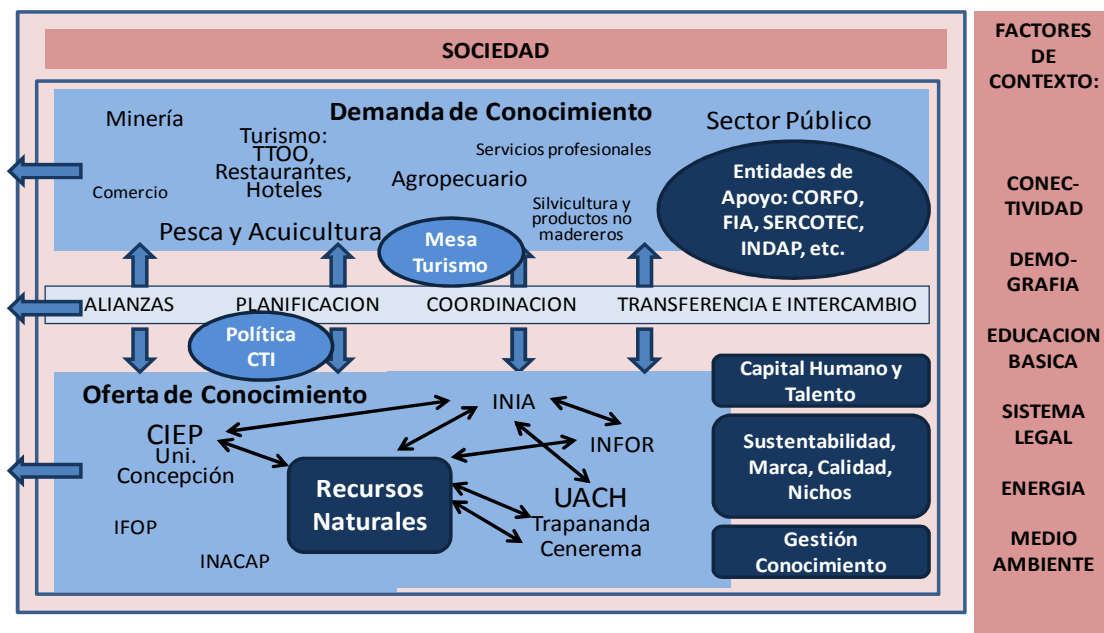 SOCIEDAD
Demanda de Conocimiento
Minería
Turismo:
TTOO,
Restaurantes,
Hoteles
Comercio
Servicios profesionales
Agropecuario
Silvicultura y
productos no
madereros
Pesca y Acuicultura
Sector Público
Entidades de
Apoyo: CORFO,
FIA, SERCOTEC,
INDAP, etc.
Mesa
Turismo
ALIANZAS
PLANIFICACION
COORDINACION
TRANSFERENCIA E INTERCAMBIO
Política
CTI
Oferta de Conocimiento
CIEP
Uni.
Concepción
IFOP
INACAP
INIA
INFOR
Recursos
Naturales
UACH
Trapananda
Cenerema
Capital Humano y
Talento
Sustentabilidad,
Marca, Calidad,
Nichos
Gestión
Conocimiento
FACTORES
DE
CONTEXTO:
CONEC-
TIVIDAD
DEMO-
GRAFIA
EDUCACION
BASICA
SISTEMA
LEGAL
ENERGIA
MEDIO
AMBIENTE